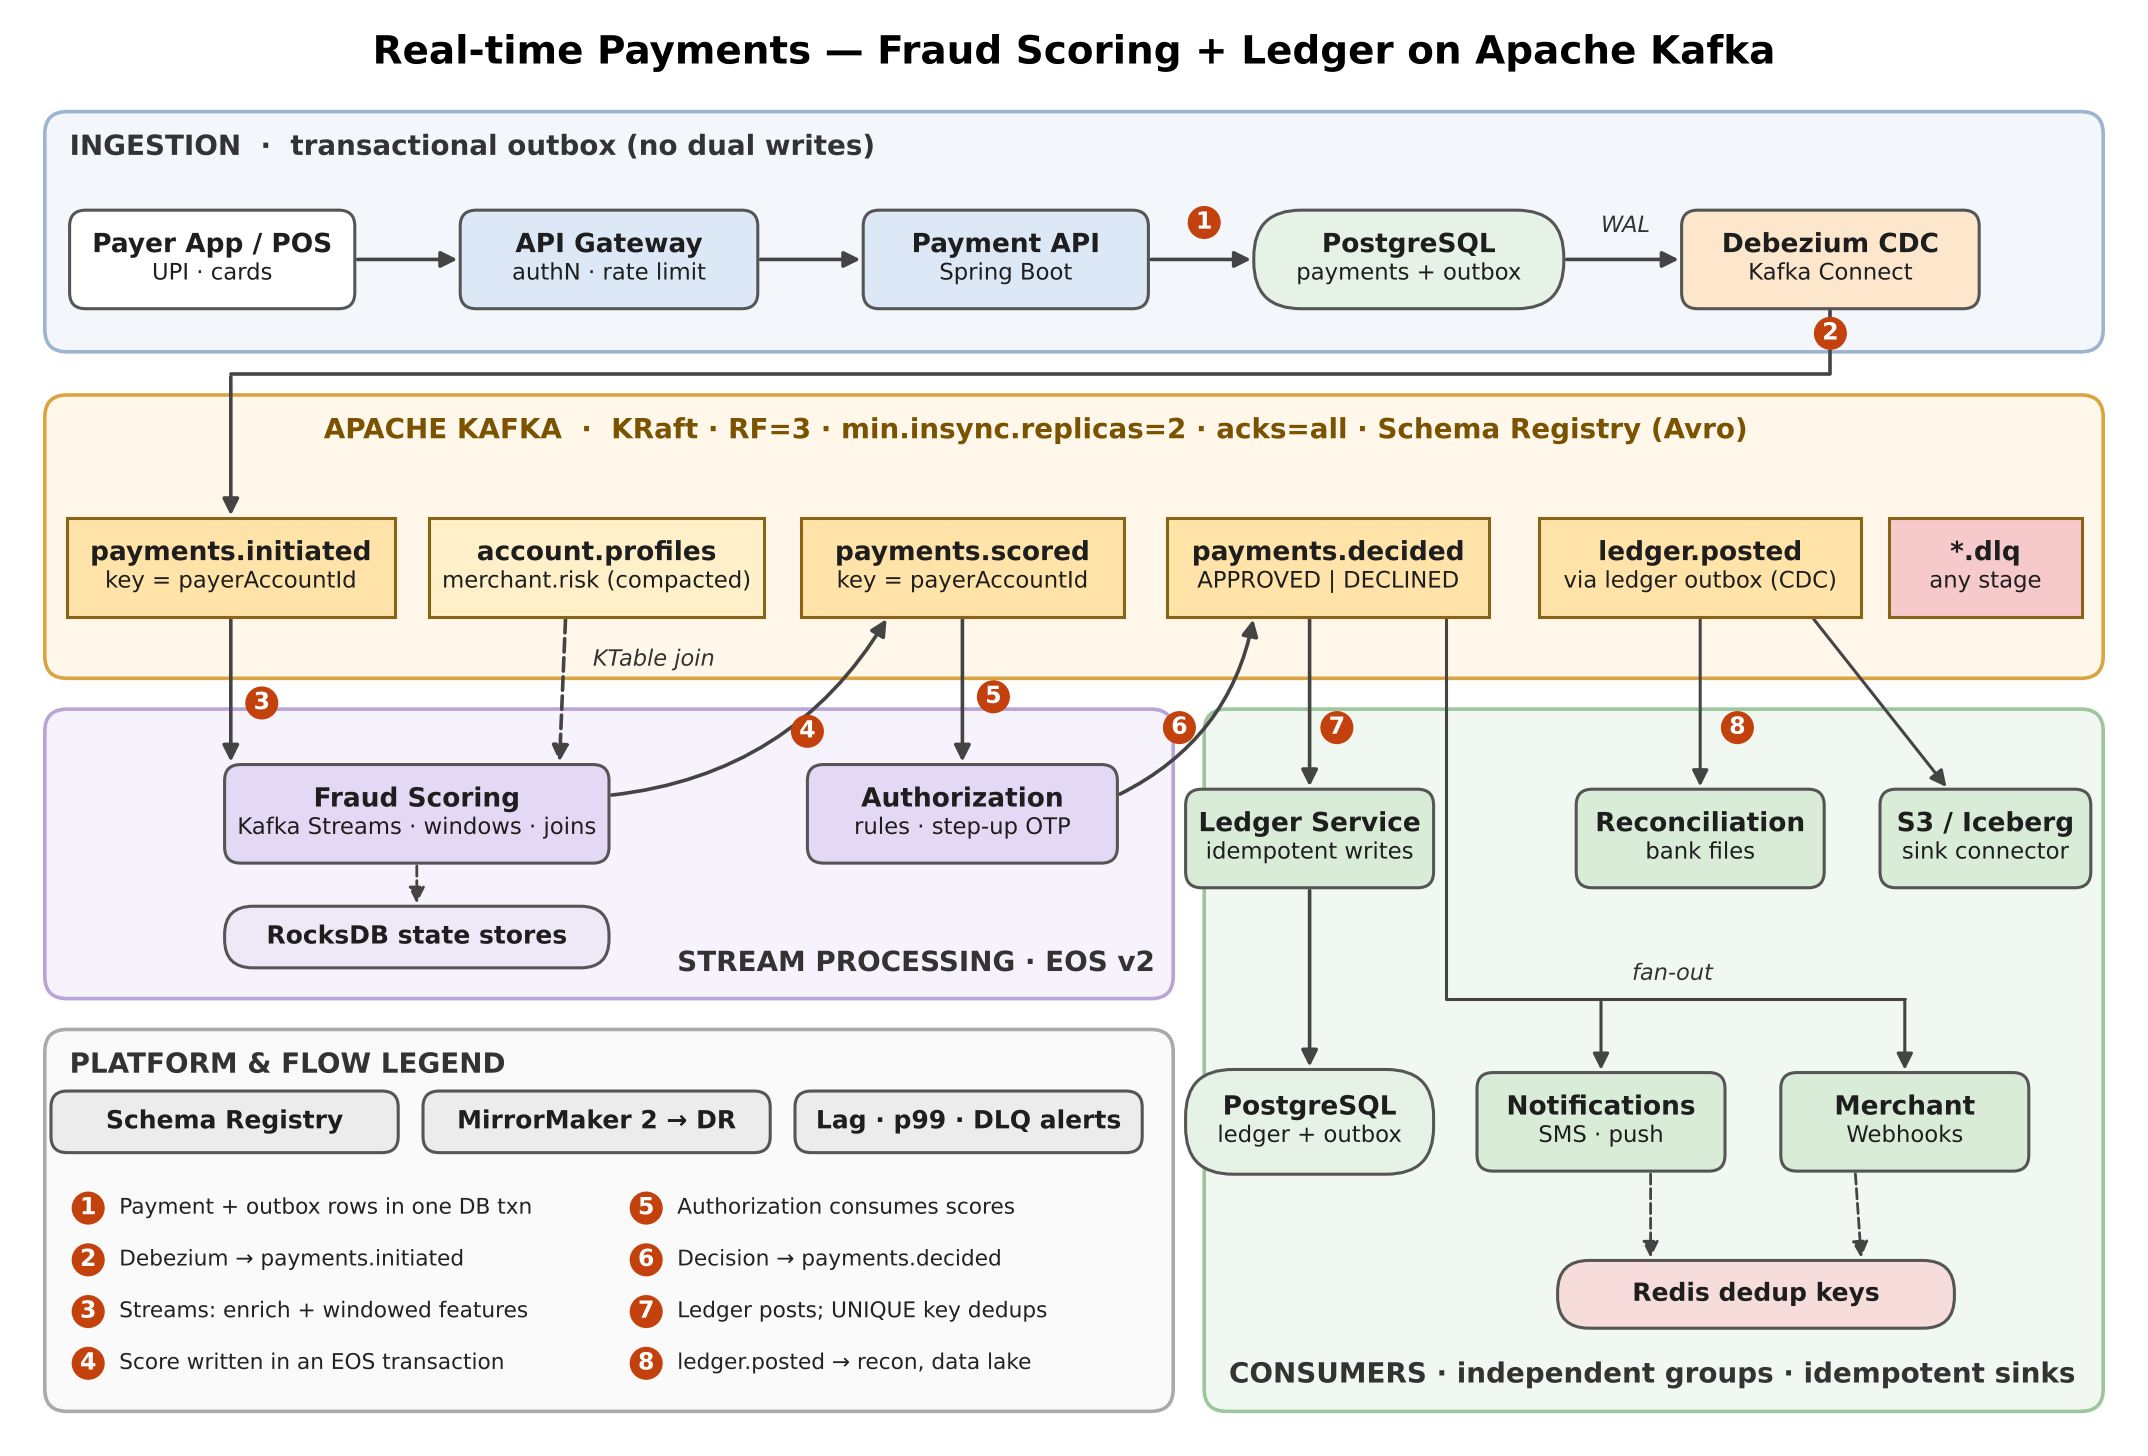 Real-time Payments — Fraud Scoring + Ledger on Apache Kafka
INGESTION · transactional outbox (no dual writes)
Payer App / POS
UPI · cards
API Gateway
authN · rate limit
Payment API
Spring Boot
1
PostgreSQL
payments + outbox
WAL
Debezium CDC
Kafka Connect
2
APACHE KAFKA · KRaft · RF=3 · min.insync.replicas=2 · acks=all · Schema Registry (Avro)
payments.initiated
key = payerAccountId
account.profiles
merchant.risk (compacted)
payments.scored
key = payerAccountId
payments.decided
APPROVED | DECLINED
ledger.posted
via ledger outbox (CDC)
*.dlq
any stage
KTable join
3
4
5
6
7
8
Fraud Scoring
Kafka Streams · windows · joins
Authorization
rules · step-up OTP
RocksDB state stores
STREAM PROCESSING · EOS v2
Ledger Service
idempotent writes
Reconciliation
bank files
S3 / Iceberg
sink connector
fan-out
PostgreSQL
ledger + outbox
Notifications
SMS · push
Merchant
Webhooks
Redis dedup keys
CONSUMERS · independent groups · idempotent sinks
PLATFORM & FLOW LEGEND
Schema Registry
MirrorMaker 2 → DR
Lag · p99 · DLQ alerts
1 Payment + outbox rows in one DB txn
2 Debezium → payments.initiated
3 Streams: enrich + windowed features
4 Score written in an EOS transaction
5 Authorization consumes scores
6 Decision → payments.decided
7 Ledger posts; UNIQUE key dedups
8 ledger.posted → recon, data lake